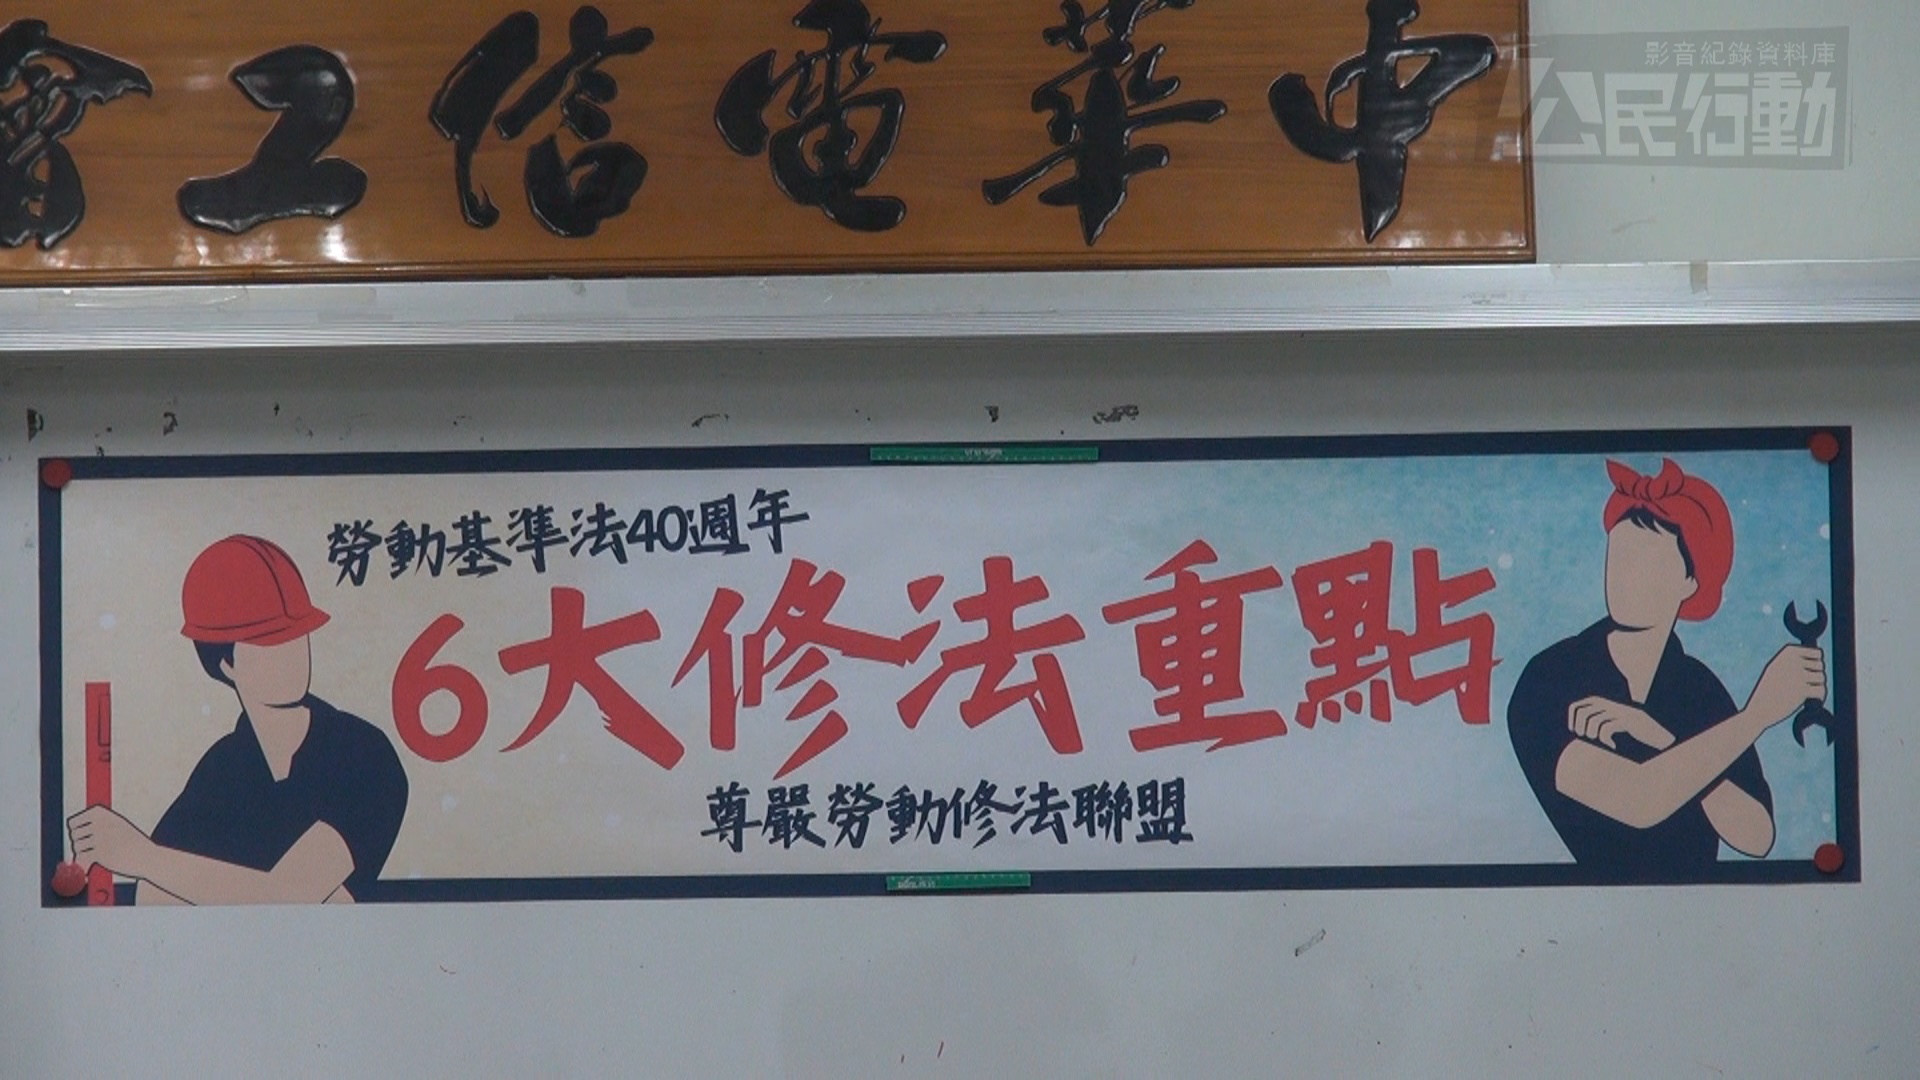 中華電信工會
影音紀錄資料庫
公民行動
勞動基準法40週年
6大修法重點
尊嚴勞動修法聯盟